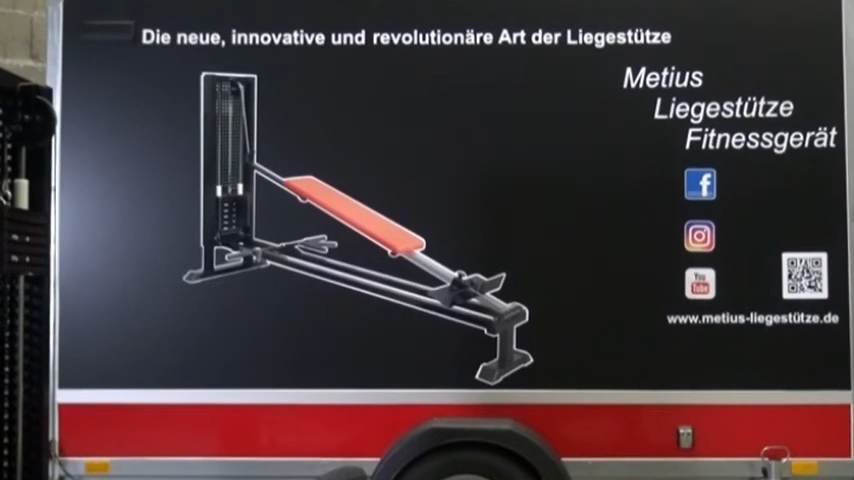 Die neue, innovative und revolutionäre Art der Liegestütze
Metius
Liegestütze
Fitnessgerät
f
You
Tube
www.metius-liegestütze.de